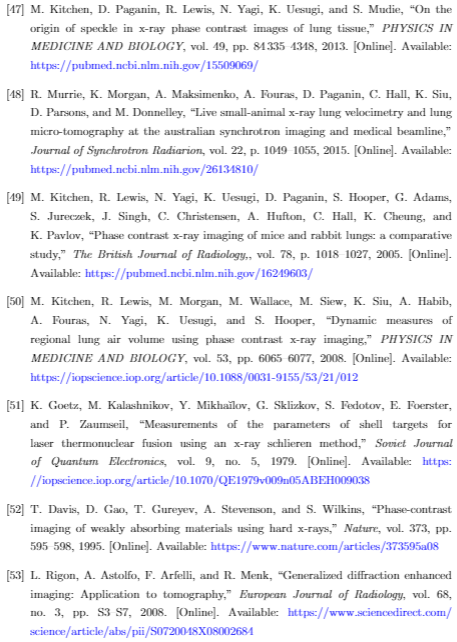 [47] M. Kitchen, D. Paganin, R. Lewis, N. Yagi, K. Uesugi, and S. Mudie, “On the
origin of speckle in x-ray phase contrast images of lung tissue,” PHYSICS IN
MEDICINE AND BIOLOGY, vol. 49, pp. 84335–4348, 2013. [Online]. Available:
https://pubmed.ncbi.nlm.nih.gov/15509069/
[48] R. Murrie, K. Morgan, A. Maksimenko, A. Fouras, D. Paganin, C. Hall, K. Siu,
D. Parsons, and M. Donnelley, “Live small-animal x-ray lung velocimetry and lung
micro-tomography at the australian synchrotron imaging and medical beamline,”
Journal of Synchrotron Radiarion, vol. 22, p. 1049–1055, 2015. [Online]. Available:
https://pubmed.ncbi.nlm.nih.gov/26134810/
[49] M. Kitchen, R. Lewis, N. Yagi, K. Uesugi, D. Paganin, S. Hooper, G. Adams,
S. Jureczek, J. Singh, C. Christensen, A. Hufton, C. Hall, K. Cheung, and
K. Pavlov, “Phase contrast x-ray imaging of mice and rabbit lungs: a comparative
study,” The British Journal of Radiology,, vol. 78, p. 1018–1027, 2005. [Online].
Available: https://pubmed.ncbi.nlm.nih.gov/16249603/
[50] M. Kitchen, R. Lewis, M. Morgan, M. Wallace, M. Siew, K. Siu, A. Habib,
A. Fouras, N. Yagi, K. Uesugi, and S. Hooper, “Dynamic measures of
regional lung air volume using phase contrast x-ray imaging,” PHYSICS IN
MEDICINE AND BIOLOGY, vol. 53, pp. 6065–6077, 2008. [Online]. Available:
https://iopscience.iop.org/article/10.1088/0031-9155/53/21/012
[51] K. Goetz, M. Kalashnikov, Y. Mikhaĭlov, G. Sklizkov, S. Fedotov, E. Foerster,
and P. Zaumseil, “Measurements of the parameters of shell targets for
laser thermonuclear fusion using an x-ray schlieren method,” Soviet Journal
of Quantum Electronics, vol. 9, no. 5, 1979. [Online]. Available: https:
//iopscience.iop.org/article/10.1070/QE1979v009n05ABEH009038
[52] T. Davis, D. Gao, T. Gureyev, A. Stevenson, and S. Wilkins, “Phase-contrast
imaging of weakly absorbing materials using hard x-rays,” Nature, vol. 373, pp.
595–598, 1995. [Online]. Available: https://www.nature.com/articles/373595a08
[53] L. Rigon, A. Astolfo, F. Arfelli, and R. Menk, “Generalized diffraction enhanced
imaging: Application to tomography,” European Journal of Radiology, vol. 68,
no. 3, pp. S3–S7, 2008. [Online]. Available: https://www.sciencedirect.com/
science/article/abs/pii/S0720048X08002684